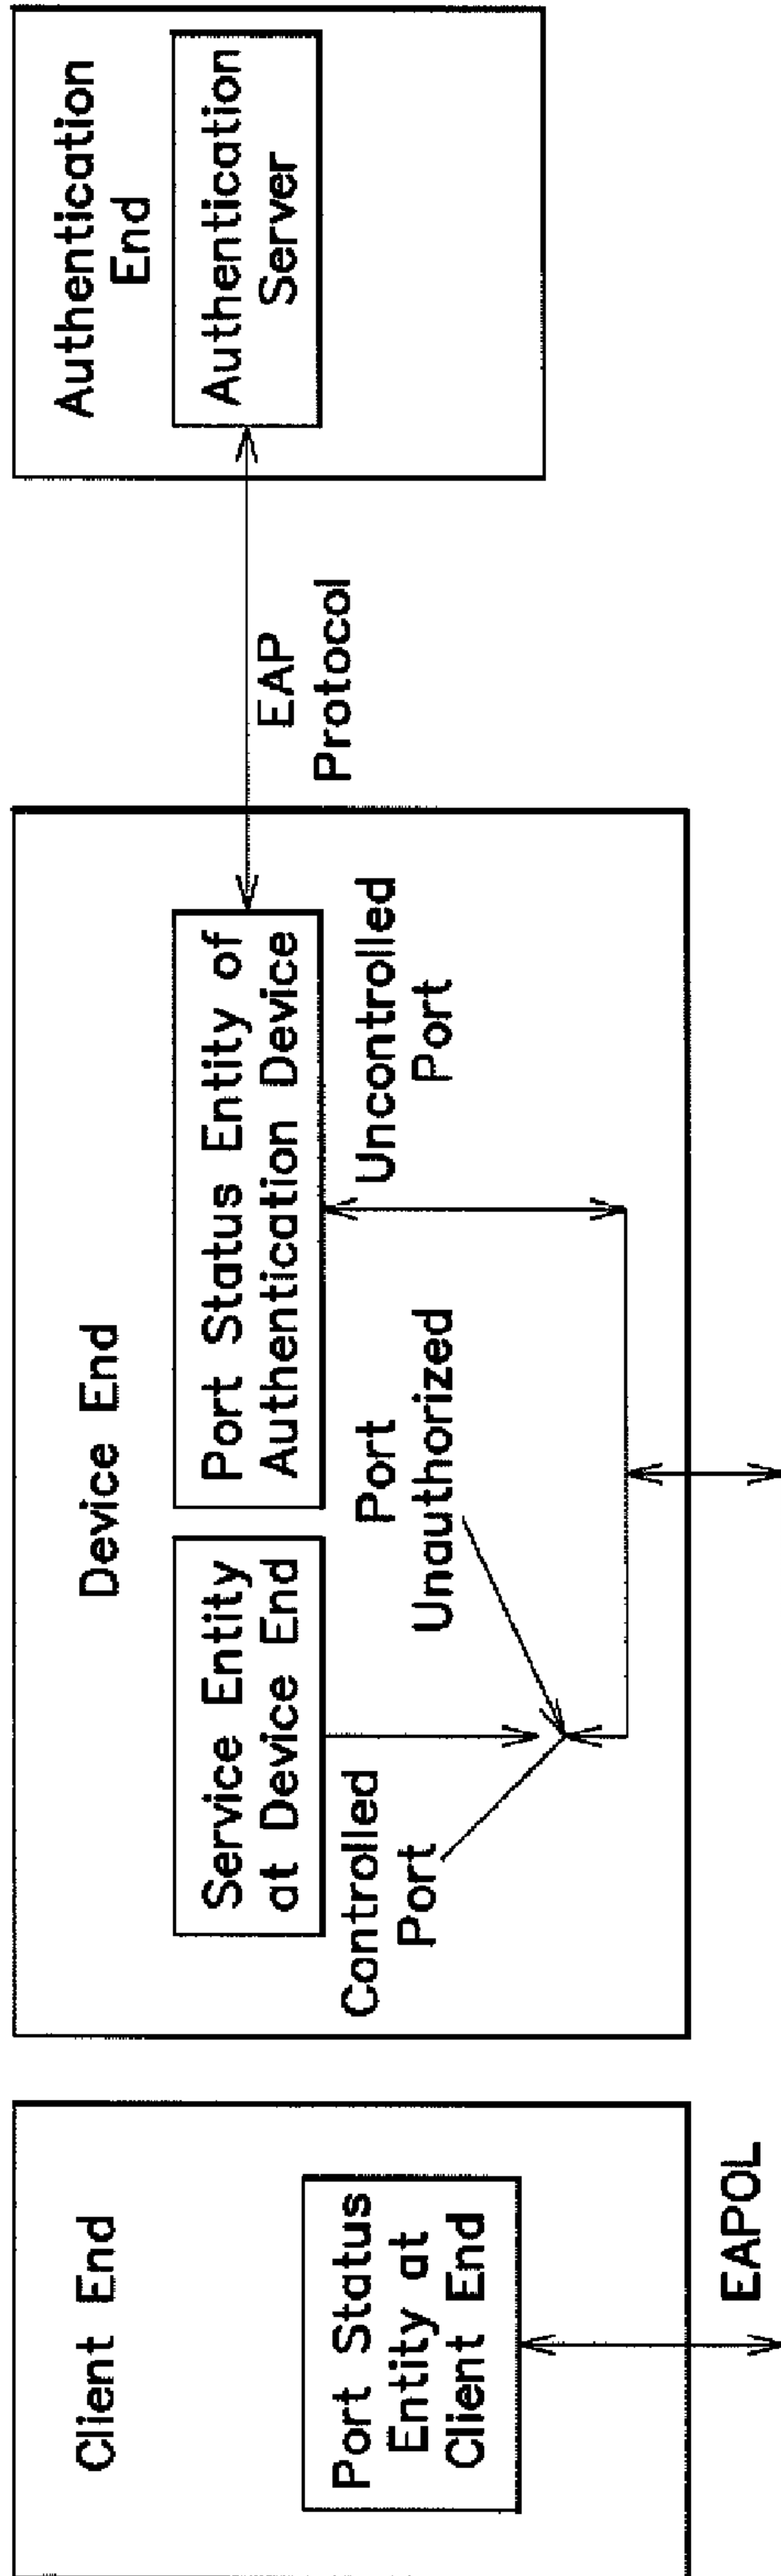 Client End
Port Status
Entity at
Client End
EAPOL
Device End
Service Entity
at Device End
Controlled
Port
Port
Unauthorized
Port Status Entity of
Authentication Device
Uncontrolled
Port
EAP
Protocol
Authentication
End
Authentication
Server